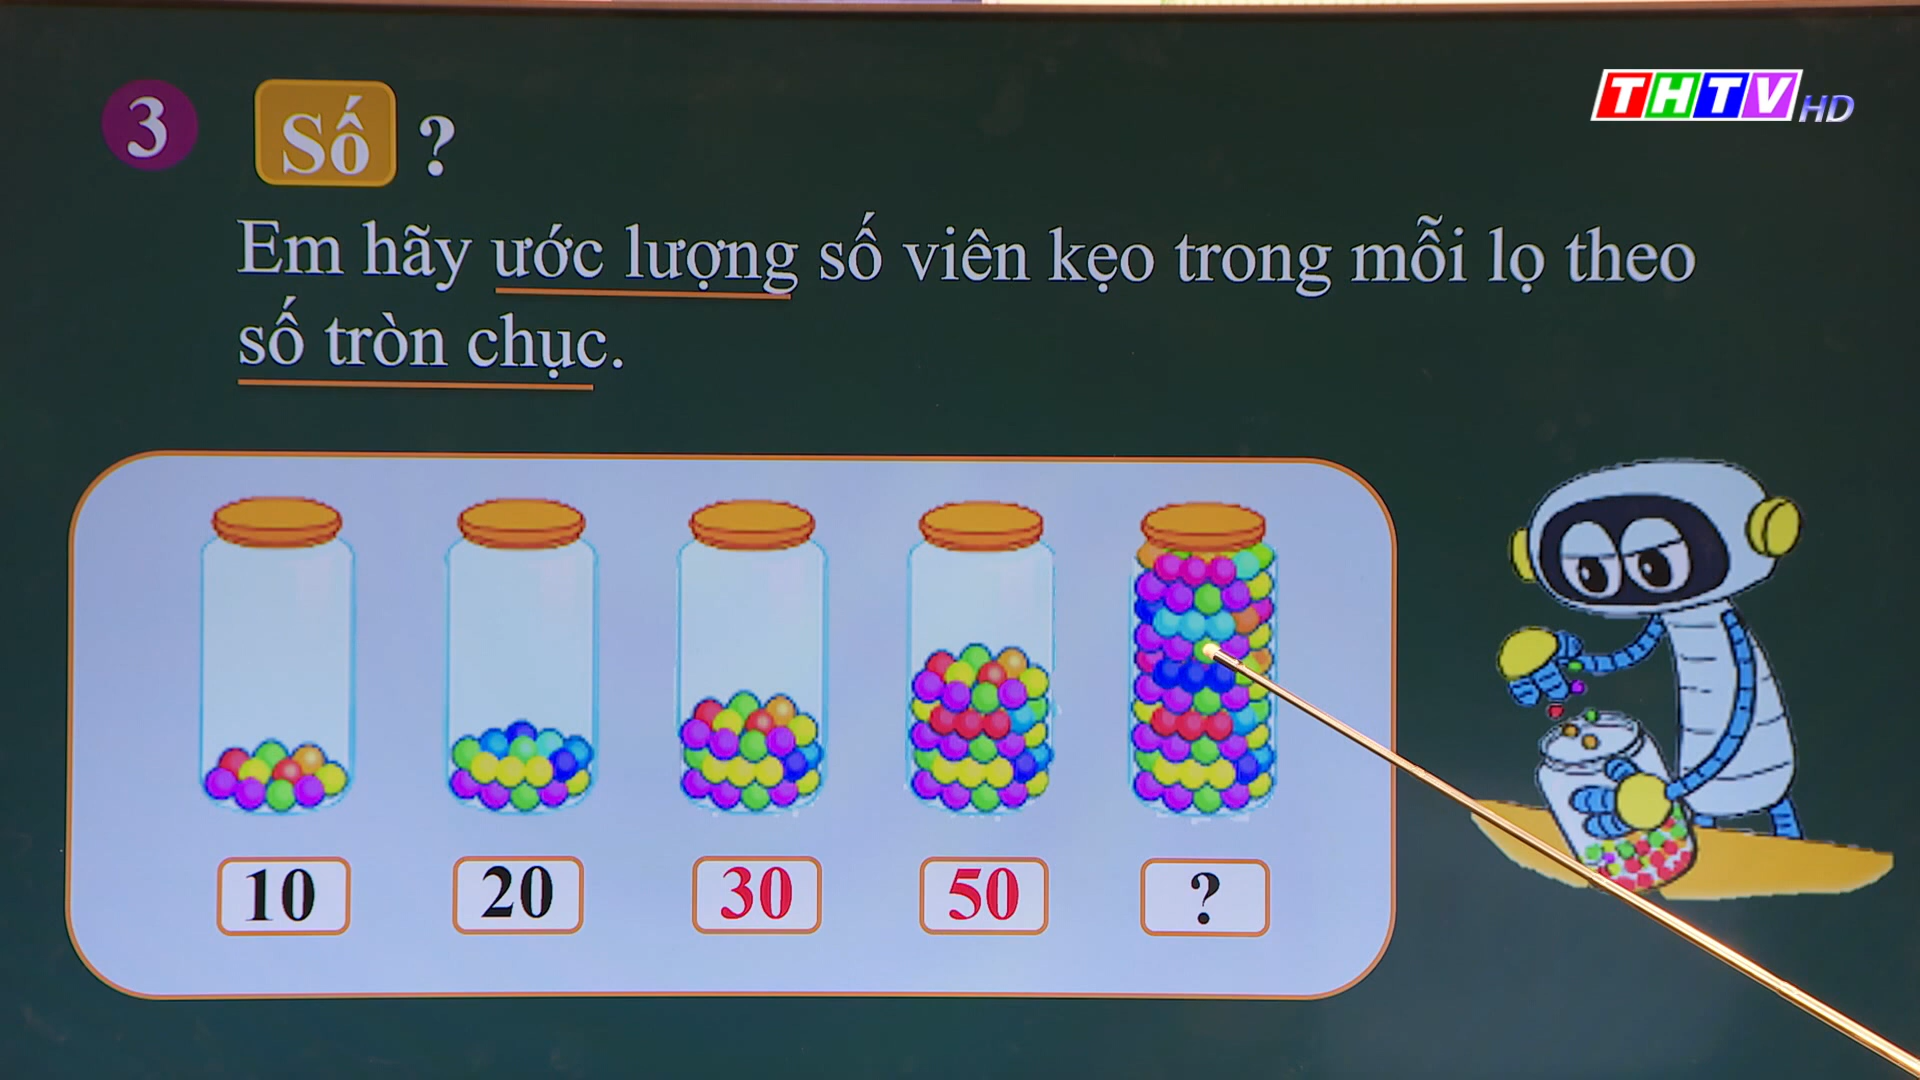 THTV HD
3 Số ?
Em hãy ước lượng số viên kẹo trong mỗi lọ theo
số tròn chục.
10 20 30 50 ?